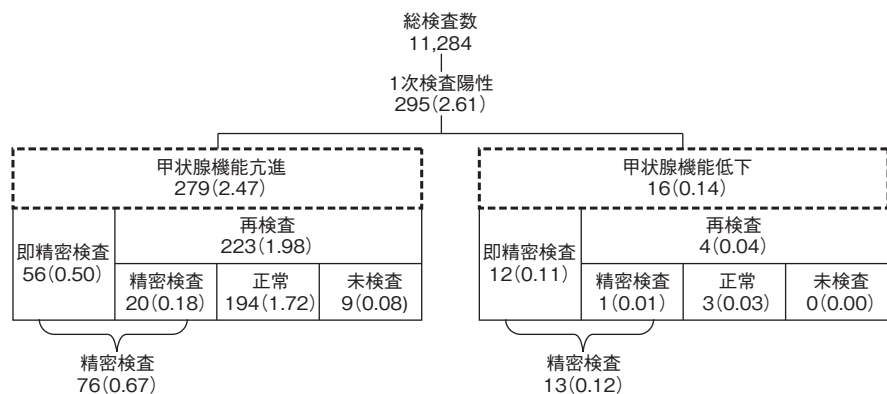 総検査数
11,284
1次検査陽性
295(2.61)
甲状腺機能亢進
279(2.47)
即精密検査
56(0.50)
再検査
223(1.98)
精密検査
20(0.18)
正常
194(1.72)
未検査
9(0.08)
精密検査
76(0.67)
甲状腺機能低下
16(0.14)
即精密検査
12(0.11)
再検査
4(0.04)
精密検査
1(0.01)
正常
3(0.03)
未検査
0(0.00)
精密検査
13(0.12)